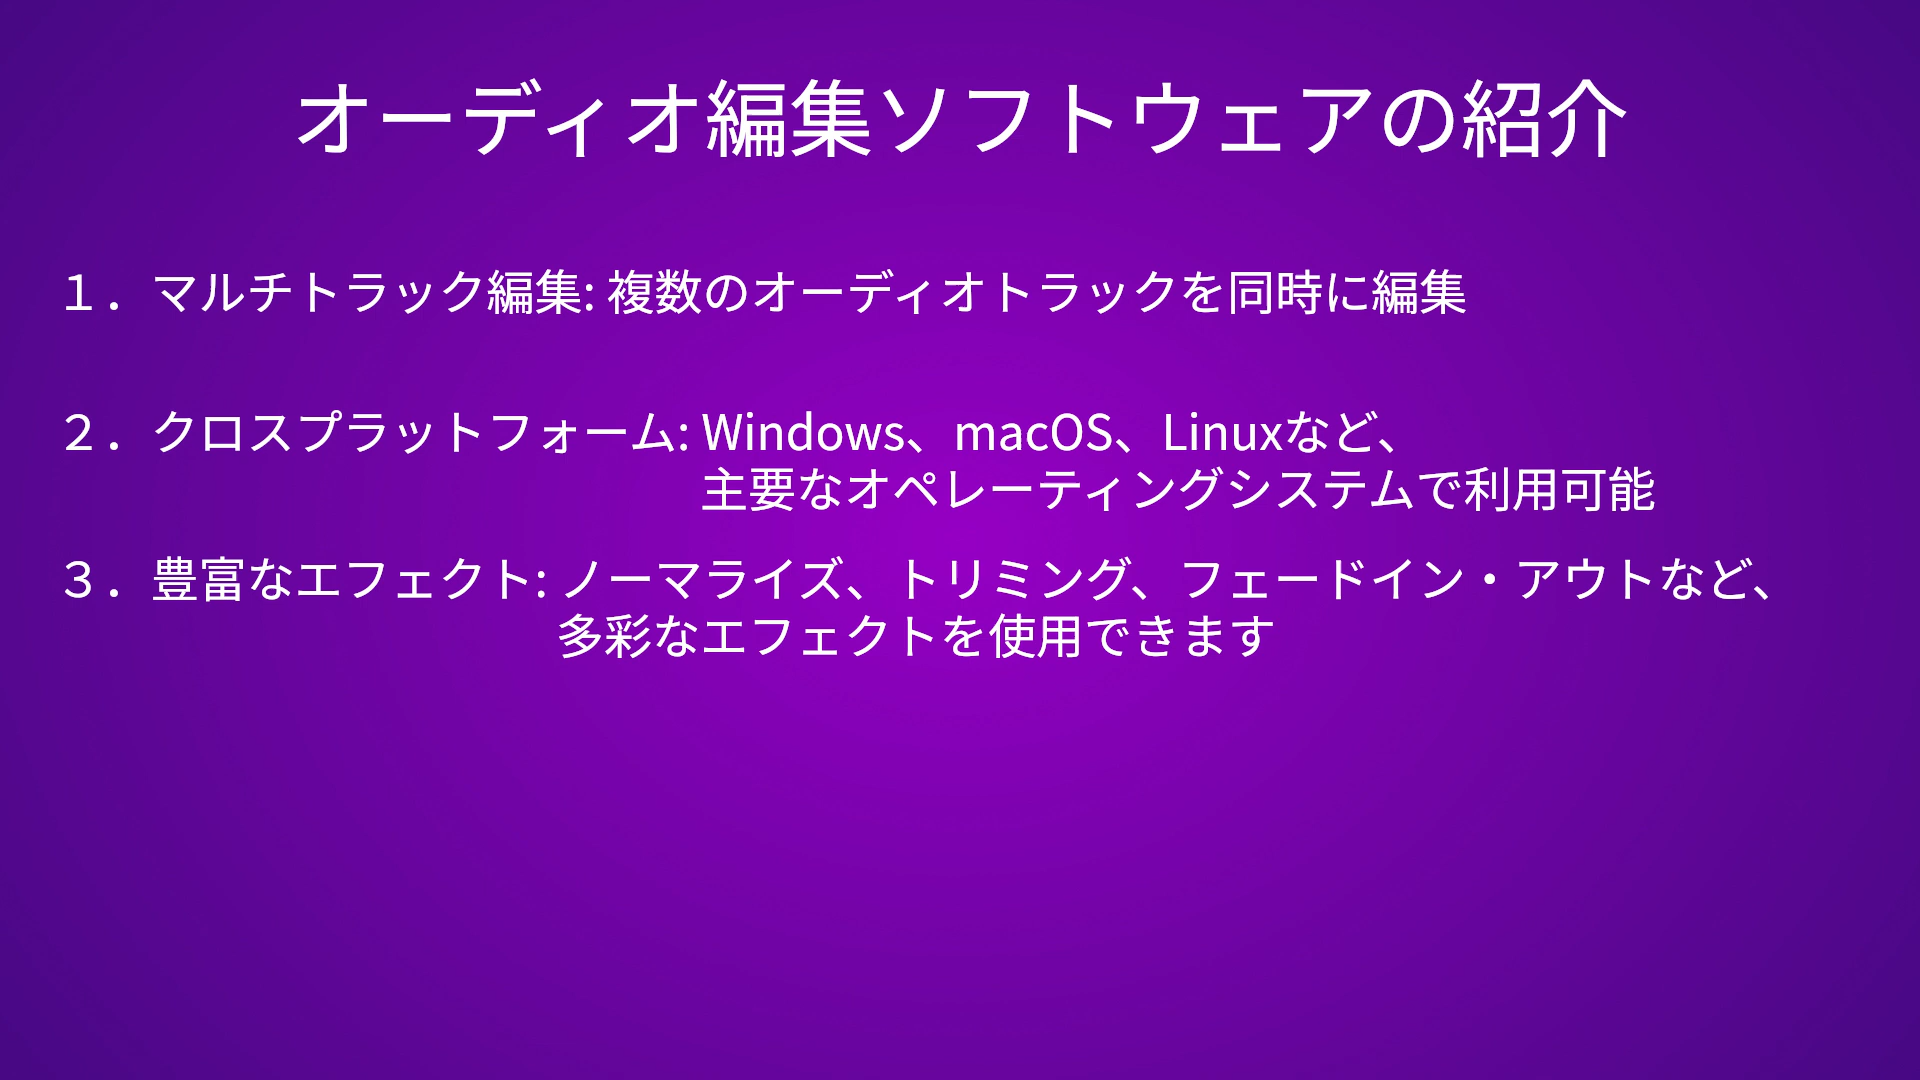 オーディオ編集ソフトウェアの紹介
１．マルチトラック編集: 複数のオーディオトラックを同時に編集
２．クロスプラットフォーム: Windows、macOS、Linuxなど、
主要なオペレーティングシステムで利用可能
３．豊富なエフェクト: ノーマライズ、トリミング、フェードイン・アウトなど、
多彩なエフェクトを使用できます